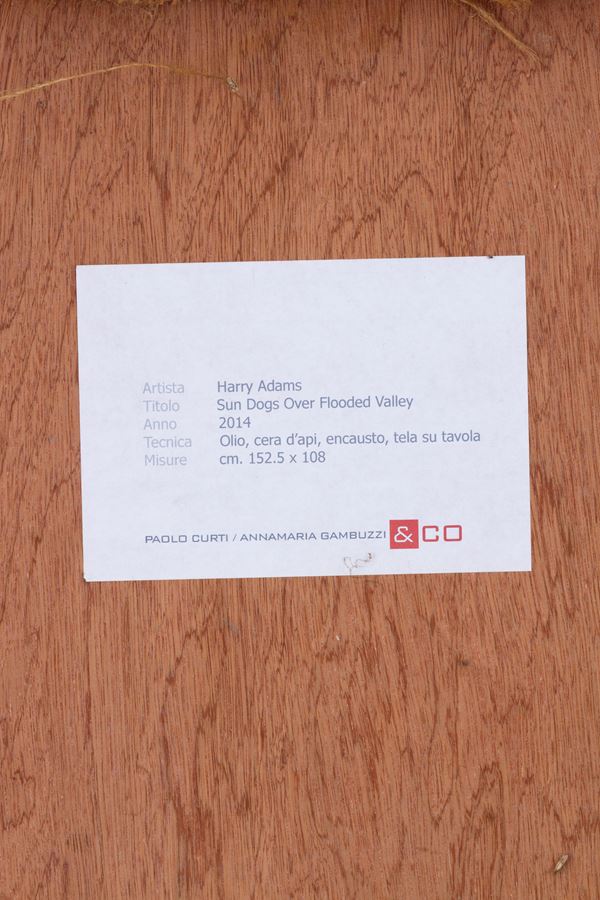 Artista Harry Adams
Titolo Sun Dogs Over Flooded Valley
Anno 2014
Tecnica Olio, cera d'api, encausto, tela su tavola
Misure cm. 152.5 x 108
PAOLO CURTI / ANNAMARIA GAMBUZZI & CO